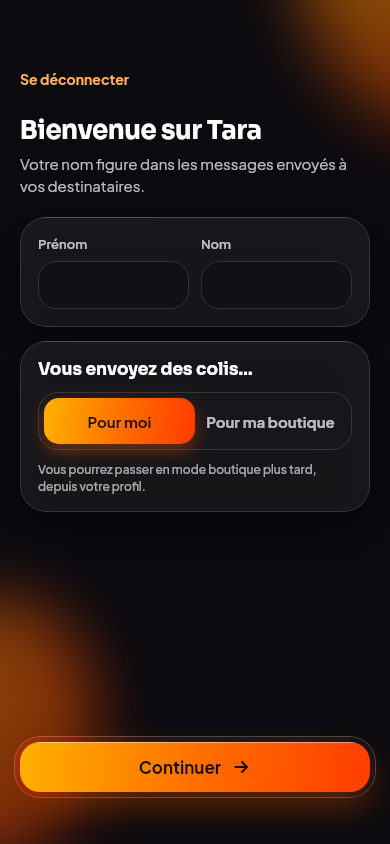 Se déconnecter
Bienvenue sur Tara
Votre nom figure dans les messages envoyés à
vos destinataires.
Prénom
Nom
Vous envoyez des colis...
Pour moi
Pour ma boutique
Vous pourrez passer en mode boutique plus tard,
depuis votre profil.
Continuer →